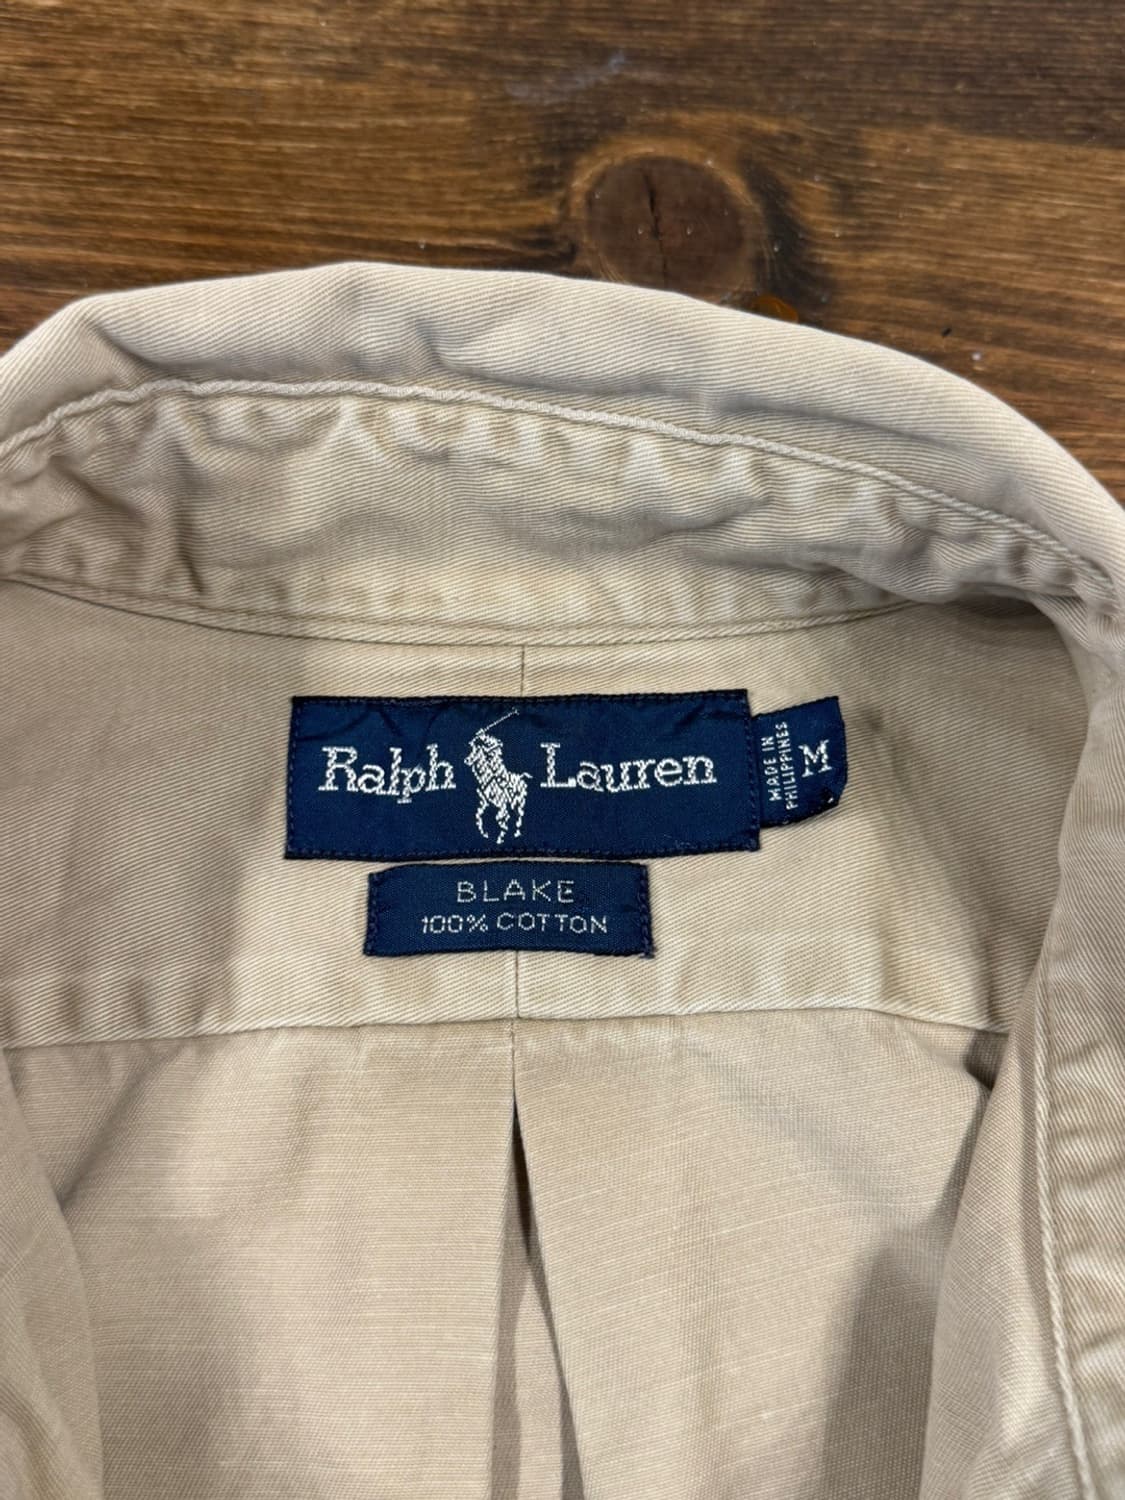 Ralph Lauren
MADE IN
PHILIPPINES
M
BLAKE
100% COTTON